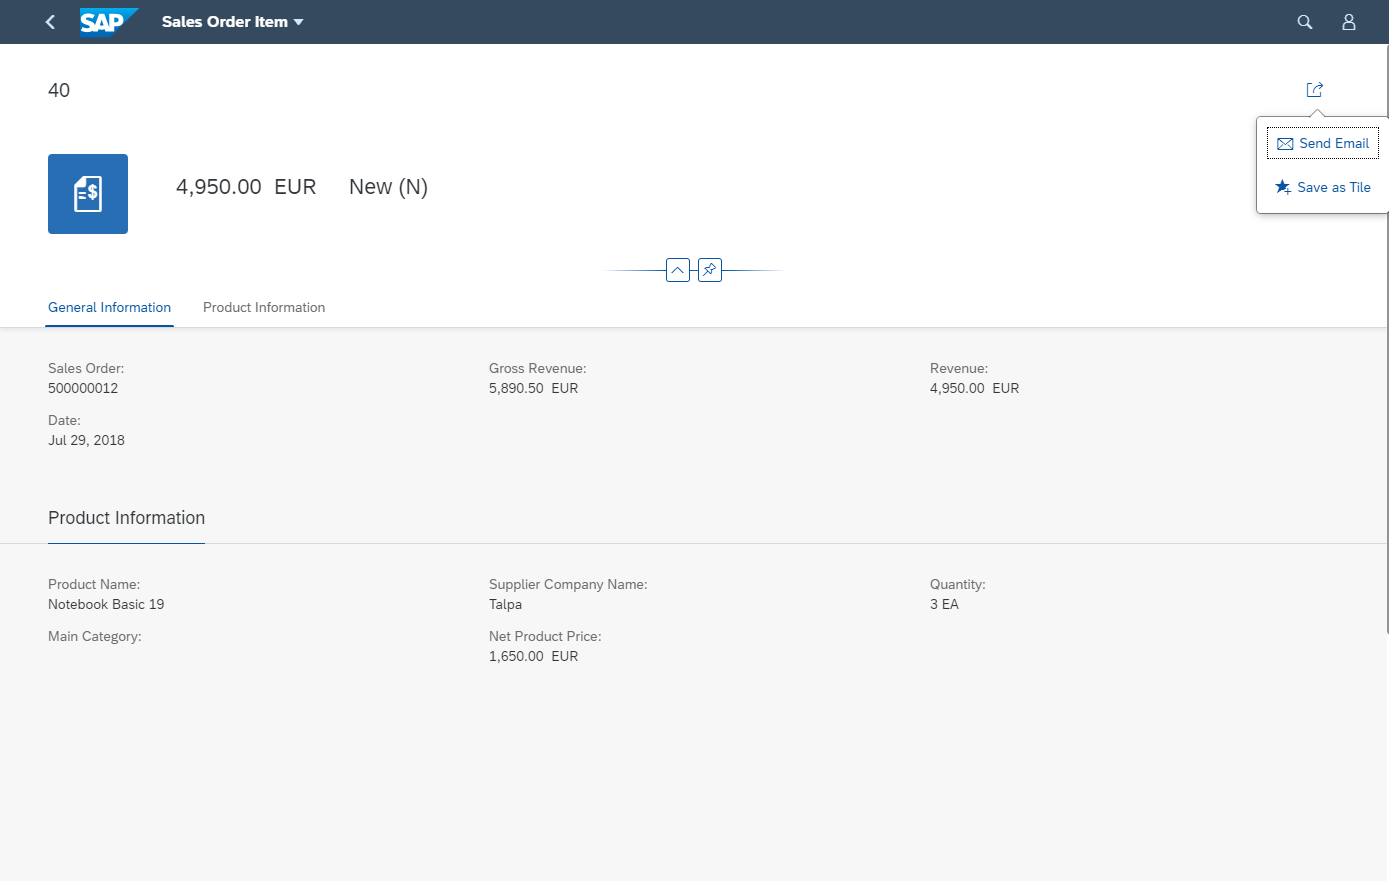 SAP Sales Order Item
40
Send Email
Save as Tile
4,950.00 EUR New (N)
General Information Product Information
Sales Order: Gross Revenue: Revenue:
500000012 5,890.50 EUR 4,950.00 EUR
Date:
Jul 29, 2018
Product Information
Product Name: Supplier Company Name: Quantity:
Notebook Basic 19 Talpa 3 EA
Main Category: Net Product Price:
1,650.00 EUR